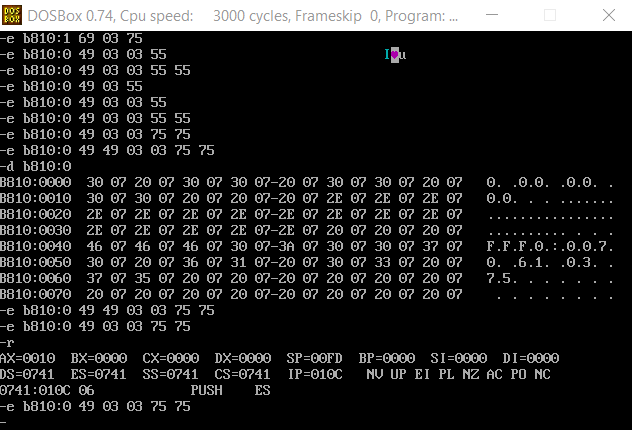 DOSBox 0.74, Cpu speed: 3000 cycles, Frameskip 0, Program: ...
-e b810:1 69 03 75
-e b810:0 49 03 03 55 I♥u
-e b810:0 49 03 03 55 55
-e b810:0 49 03 55
-e b810:0 49 03 03 55
-e b810:0 49 03 03 55 55
-e b810:0 49 03 03 75 75
-e b810:0 49 49 03 03 75 75
-d b810:0
B810:0000 30 07 20 07 30 07 30 07-20 07 30 07 30 07 20 07 0. .0.0. .0.0. .
B810:0010 30 07 30 07 20 07 20 07-20 07 2E 07 2E 07 2E 07 0.0. . . .......
B810:0020 2E 07 2E 07 2E 07 2E 07-2E 07 2E 07 2E 07 2E 07 ................
B810:0030 2E 07 2E 07 2E 07 2E 07-2E 07 20 07 20 07 20 07 .......... . . .
B810:0040 46 07 46 07 46 07 30 07-3A 07 30 07 30 07 37 07 F.F.F.0.:.0.0.7.
B810:0050 30 07 20 07 36 07 31 07-20 07 30 07 33 07 20 07 0. .6.1. .0.3. .
B810:0060 37 07 35 07 20 07 20 07-20 07 20 07 20 07 20 07 7.5. . . . . . .
B810:0070 20 07 20 07 20 07 20 07-20 07 20 07 20 07 20 07 . . . . . . . .
-e b810:0 49 49 03 03 75 75
-e b810:0 49 03 03 75 75
-r
AX=0010 BX=0000 CX=0000 DX=0000 SP=00FD BP=0000 SI=0000 DI=0000
DS=0741 ES=0741 SS=0741 CS=0741 IP=010C NV UP EI PL NZ AC PO NC
0741:010C 06 PUSH ES
-e b810:0 49 03 03 75 75
-